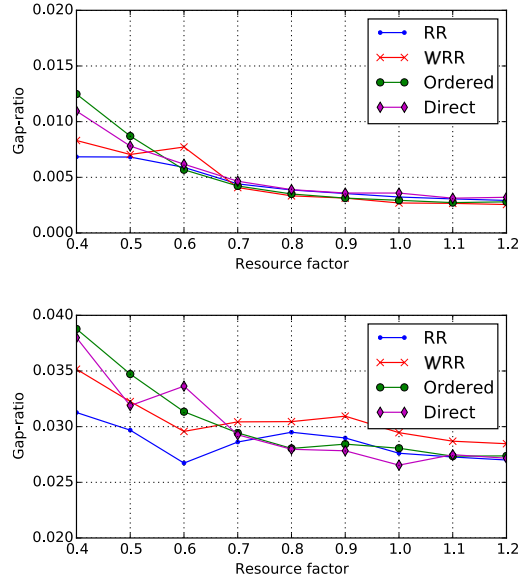 0.020
0.015
0.010
0.005
0.000
Gap-ratio
RR
WRR
Ordered
Direct
0.4 0.5 0.6 0.7 0.8 0.9 1.0 1.1 1.2
Resource factor
0.040
0.035
0.030
0.025
0.020
Gap-ratio
RR
WRR
Ordered
Direct
0.4 0.5 0.6 0.7 0.8 0.9 1.0 1.1 1.2
Resource factor